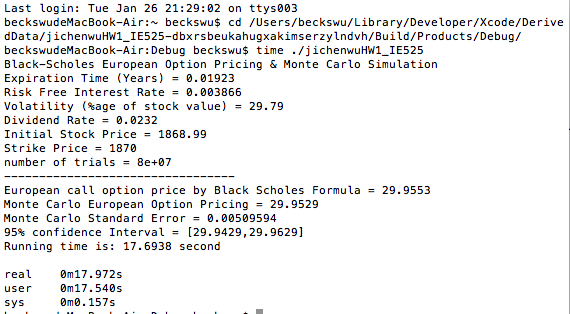 Last login: Tue Jan 26 21:29:02 on ttys003
beckswudeMacBook-Air:~ beckswu$ cd /Users/beckswu/Library/Developer/Xcode/Derive
dData/jichenwuHW1_IE525-dbxrsbeukahugxakimserzylndvh/Build/Products/Debug/
beckswudeMacBook-Air:Debug beckswu$ time ./jichenwuHW1_IE525
Black-Scholes European Option Pricing & Monte Carlo Simulation
Expiration Time (Years) = 0.01923
Risk Free Interest Rate = 0.003866
Volatility (%age of stock value) = 29.79
Dividend Rate = 0.0232
Initial Stock Price = 1868.99
Strike Price = 1870
number of trials = 8e+07
---------------------------------
European call option price by Black Scholes Formula = 29.9553
Monte Carlo European Option Pricing = 29.9529
Monte Carlo Standard Error = 0.00509594
95% confidence Interval = [29.9429,29.9629]
Running time is: 17.6938 second
real 0m17.972s
user 0m17.540s
sys 0m0.157s